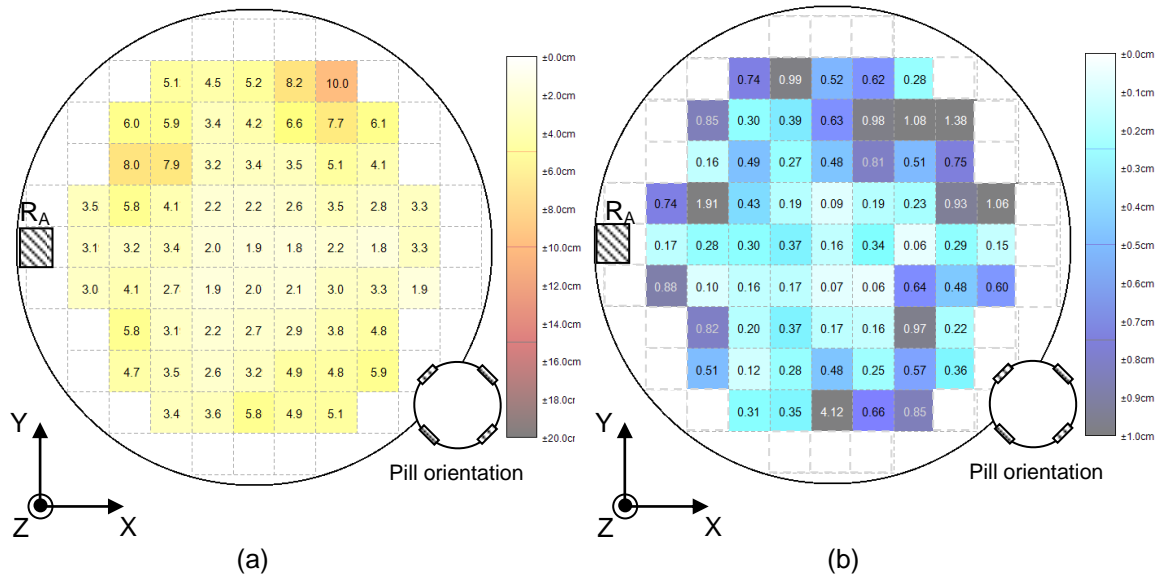 5.1 4.5 5.2 8.2 10.0
6.0 5.9 3.4 4.2 6.6 7.7 6.1
8.0 7.9 3.2 3.4 3.5 5.1 4.1
3.5 5.8 4.1 2.2 2.2 2.6 3.5 2.8 3.3
R_A
3.1 3.2 3.4 2.0 1.9 1.8 2.2 1.8 3.3
3.0 4.1 2.7 1.9 2.0 2.1 3.0 3.3 1.9
5.8 3.1 2.2 2.7 2.9 3.8 4.8
4.7 3.5 2.6 3.2 4.9 4.8 5.9
3.4 3.6 5.8 4.9 5.1
±0.0cm
±2.0cm
±4.0cm
±6.0cm
±8.0cm
±10.0cm
±12.0cm
±14.0cm
±16.0cm
±18.0cm
±20.0cr
Pill orientation
Y
Z
X
(a)
0.74 0.99 0.52 0.62 0.28
0.85 0.30 0.39 0.63 0.98 1.08 1.38
0.16 0.49 0.27 0.48 0.81 0.51 0.75
0.74 1.91 0.43 0.19 0.09 0.19 0.23 0.93 1.06
R_A
0.17 0.28 0.30 0.37 0.16 0.34 0.06 0.29 0.15
0.88 0.10 0.16 0.17 0.07 0.06 0.64 0.48 0.60
0.82 0.20 0.37 0.17 0.16 0.97 0.22
0.51 0.12 0.28 0.48 0.25 0.57 0.36
0.31 0.35 4.12 0.66 0.85
±0.0cm
±0.1cm
±0.2cm
±0.3cm
±0.4cm
±0.5cm
±0.6cm
±0.7cm
±0.8cm
±0.9cm
±1.0cm
Pill orientation
Y
Z
X
(b)